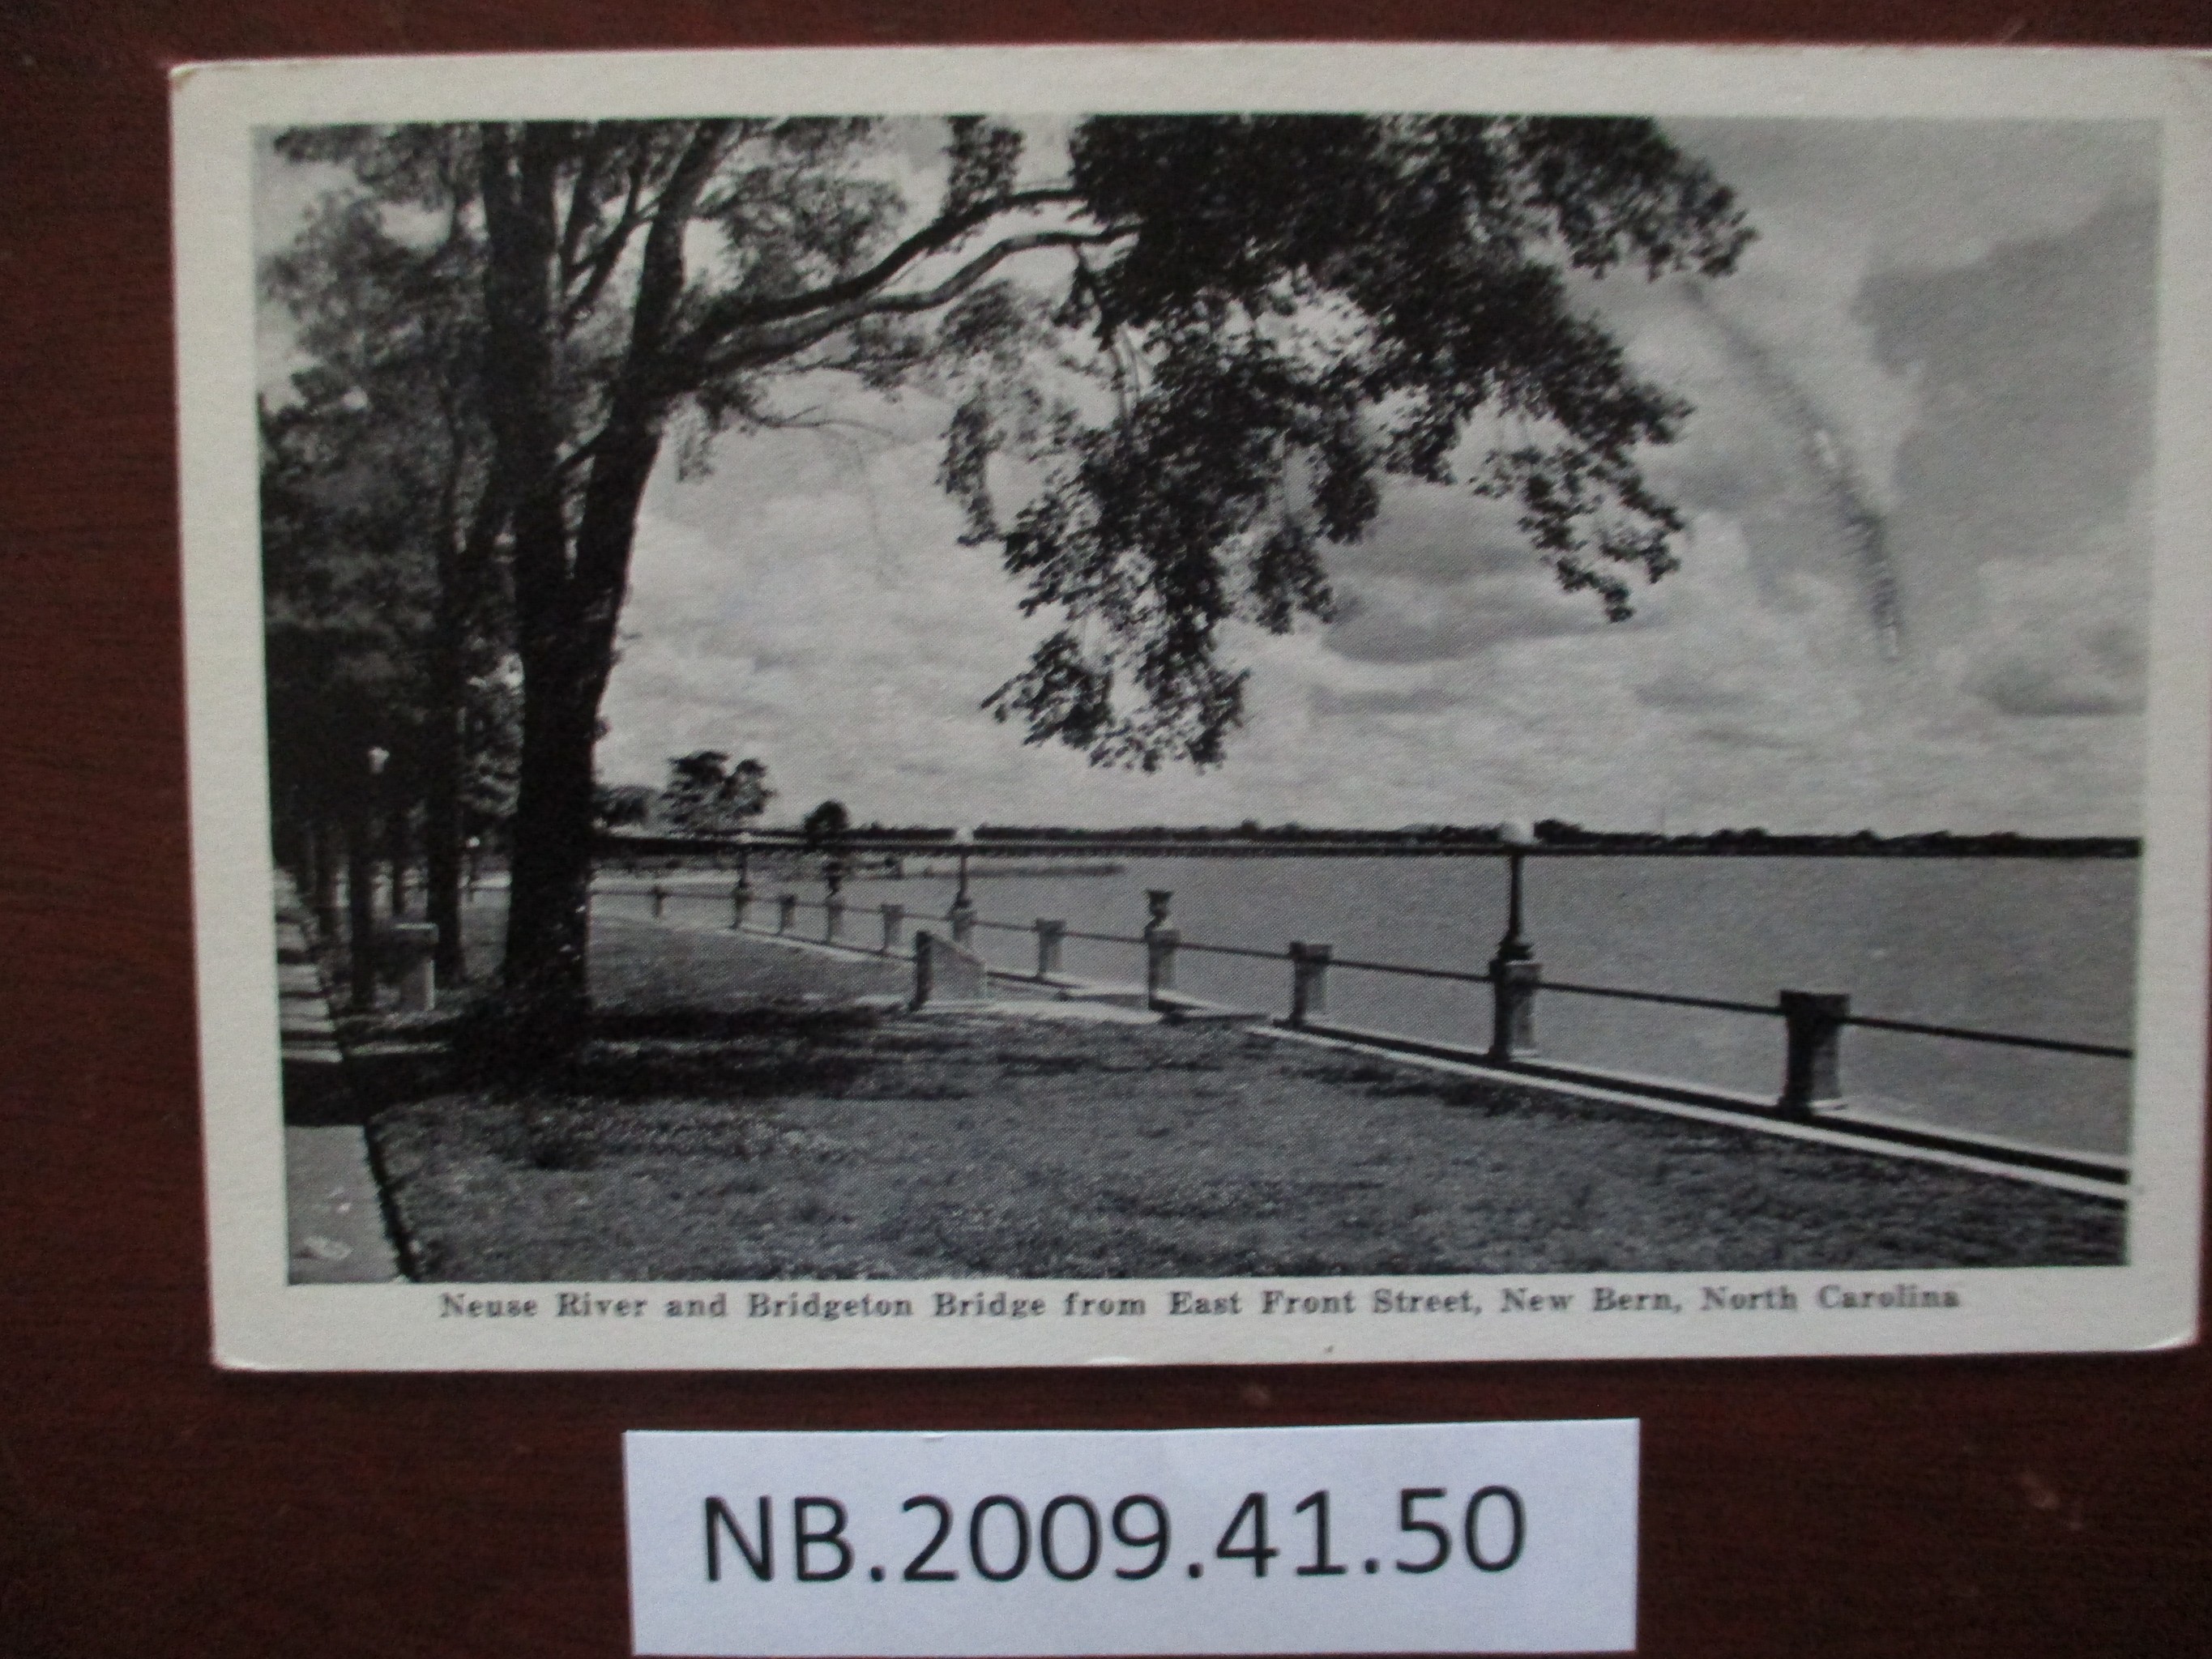 Neuse River and Bridgeton Bridge from East Front Street, New Bern, North Carolina
NB.2009.41.50